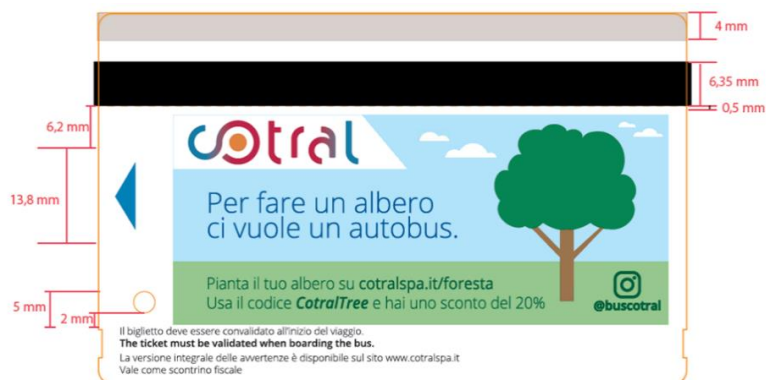 4 mm
6,35 mm
0,5 mm
6,2 mm
13,8 mm
5 mm
2 mm
cotral
Per fare un albero
ci vuole un autobus.
Pianta il tuo albero su cotralspa.it/foresta
Usa il codice CotralTree e hai uno sconto del 20%
@buscotral
Il biglietto deve essere convalidato all'inizio del viaggio.
The ticket must be validated when boarding the bus.
La versione integrale delle avvertenze è disponibile sul sito www.cotralspa.it
Vale come scontrino fiscale